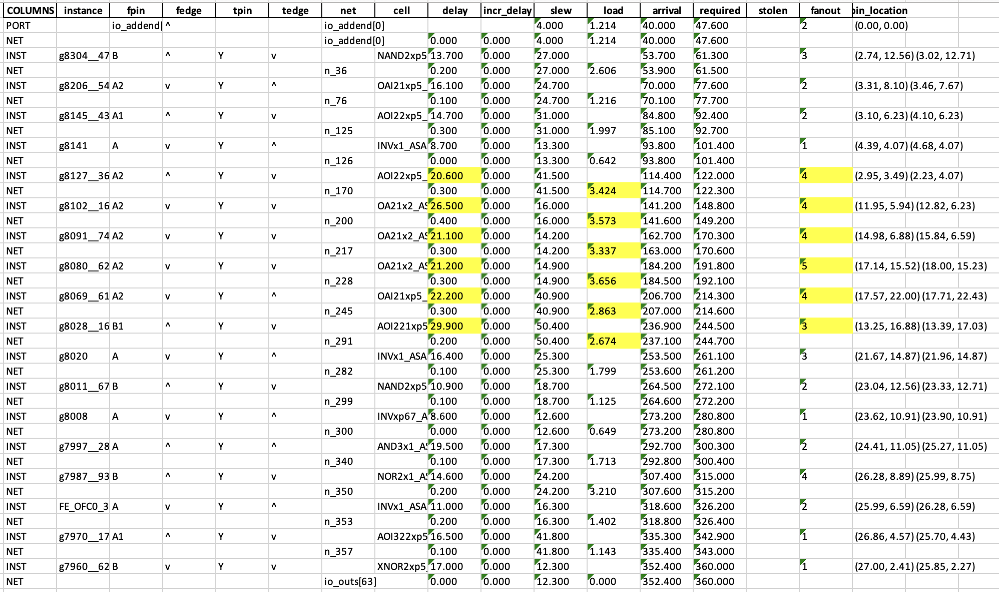 COLUMNS instance fpin fedge tpin tedge net cell delay incr_delay slew load arrival required stolen fanout pin_location
PORT io_addend[ ^ io_addend[0] 4.000 1.214 40.000 47.600 2 (0.00, 0.00)
NET io_addend[0] 0.000 0.000 4.000 1.214 40.000 47.600
INST g8304__47 B ^ Y v NAND2xp5 13.700 0.000 27.000 53.700 61.300 3 (2.74, 12.56) (3.02, 12.71)
NET n_36 0.200 0.000 27.000 2.606 53.900 61.500
INST g8206__54 A2 v Y ^ OAI21xp5_ 16.100 0.000 24.700 70.000 77.600 2 (3.31, 8.10) (3.46, 7.67)
NET n_76 0.100 0.000 24.700 1.216 70.100 77.700
INST g8145__43 A1 ^ Y v AOI22xp5_ 14.700 0.000 31.000 84.800 92.400 2 (3.10, 6.23) (4.10, 6.23)
NET n_125 0.300 0.000 31.000 1.997 85.100 92.700
INST g8141 A v Y ^ INVx1_ASA 8.700 0.000 13.300 93.800 101.400 1 (4.39, 4.07) (4.68, 4.07)
NET n_126 0.000 0.000 13.300 0.642 93.800 101.400
INST g8127__36 A2 ^ Y v AOI22xp5_ 20.600 0.000 41.500 114.400 122.000 4 (2.95, 3.49) (2.23, 4.07)
NET n_170 0.300 0.000 41.500 3.424 114.700 122.300
INST g8102__16 A2 v Y v OA21x2_AS 26.500 0.000 16.000 141.200 148.800 4 (11.95, 5.94) (12.82, 6.23)
NET n_200 0.400 0.000 16.000 3.573 141.600 149.200
INST g8091__74 A2 v Y v OA21x2_AS 21.100 0.000 14.200 162.700 170.300 4 (14.98, 6.88) (15.84, 6.59)
NET n_217 0.300 0.000 14.200 3.337 163.000 170.600
INST g8080__62 A2 v Y v OA21x2_AS 21.200 0.000 14.900 184.200 191.800 5 (17.14, 15.52) (18.00, 15.23)
NET n_228 0.300 0.000 14.900 3.656 184.500 192.100
INST g8069__61 A2 v Y ^ OAI21xp5_ 22.200 0.000 40.900 206.700 214.300 4 (17.57, 22.00) (17.71, 22.43)
NET n_245 0.300 0.000 40.900 2.863 207.000 214.600
INST g8028__16 B1 ^ Y v AOI221xp5 29.900 0.000 50.400 236.900 244.500 3 (13.25, 16.88) (13.39, 17.03)
NET n_291 0.200 0.000 50.400 2.674 237.100 244.700
INST g8020 A v Y ^ INVx1_ASA 16.400 0.000 25.300 253.500 261.100 3 (21.67, 14.87) (21.96, 14.87)
NET n_282 0.100 0.000 25.300 1.799 253.600 261.200
INST g8011__67 B ^ Y v NAND2xp5 10.900 0.000 18.700 264.500 272.100 2 (23.04, 12.56) (23.33, 12.71)
NET n_299 0.100 0.000 18.700 1.125 264.600 272.200
INST g8008 A v Y ^ INVxp67_A 8.600 0.000 12.600 273.200 280.800 1 (23.62, 10.91) (23.90, 10.91)
NET n_300 0.000 0.000 12.600 0.649 273.200 280.800
INST g7997__28 A ^ Y ^ AND3x1_AS 19.500 0.000 17.300 292.700 300.300 2 (24.41, 11.05) (25.27, 11.05)
NET n_340 0.100 0.000 17.300 1.713 292.800 300.400
INST g7987__93 B ^ Y v NOR2x1_AS 14.600 0.000 24.200 307.400 315.000 4 (26.28, 8.89) (25.99, 8.75)
NET n_350 0.200 0.000 24.200 3.210 307.600 315.200
INST FE_OFC0_3 A v Y ^ INVx1_ASA 11.000 0.000 16.300 318.600 326.200 2 (25.99, 6.59) (26.28, 6.59)
NET n_353 0.200 0.000 16.300 1.402 318.800 326.400
INST g7970__17 A1 ^ Y v AOI322xp5 16.500 0.000 41.800 335.300 342.900 1 (26.86, 4.57) (25.70, 4.43)
NET n_357 0.100 0.000 41.800 1.143 335.400 343.000
INST g7960__62 B v Y v XNOR2xp5_ 17.000 0.000 12.300 352.400 360.000 1 (27.00, 2.41) (25.85, 2.27)
NET io_outs[63] 0.000 0.000 12.300 0.000 352.400 360.000